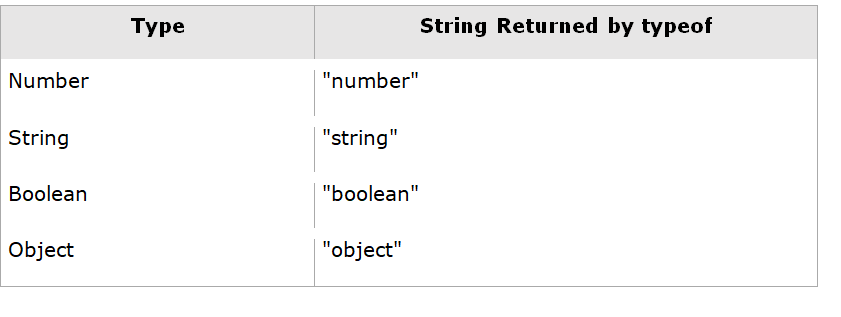 Type String Returned by typeof
Number "number"
String "string"
Boolean "boolean"
Object "object"